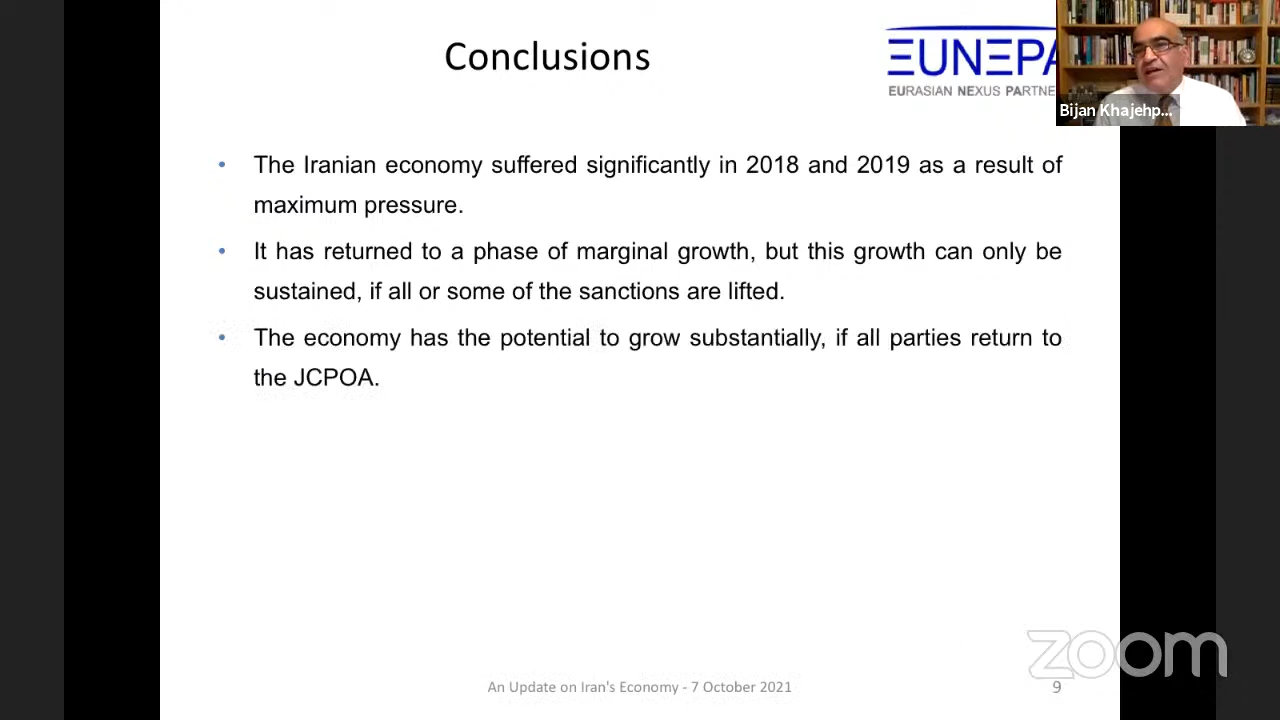 Conclusions
EUNEPA
EURASIAN NEXUS PARTNE
Bijan Khajehp...
• The Iranian economy suffered significantly in 2018 and 2019 as a result of
maximum pressure.
• It has returned to a phase of marginal growth, but this growth can only be
sustained, if all or some of the sanctions are lifted.
• The economy has the potential to grow substantially, if all parties return to
the JCPOA.
zoom
An Update on Iran's Economy - 7 October 2021
9